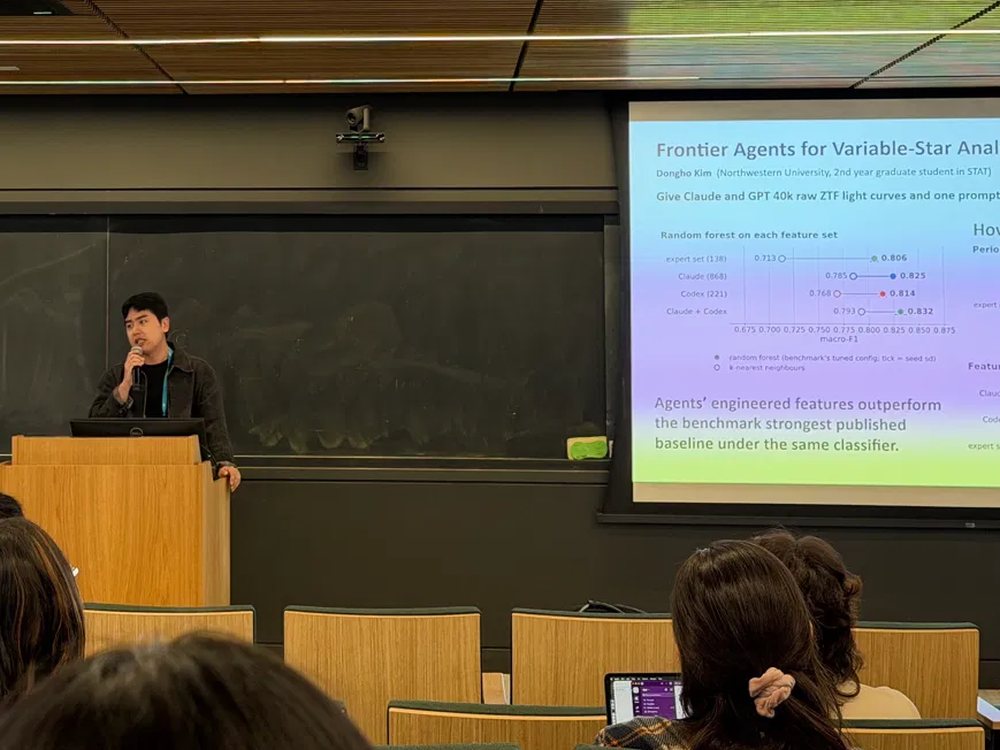 Frontier Agents for Variable-Star Anal
Dongho Kim (Northwestern University, 2nd year graduate student in STAT)
Give Claude and GPT 40k raw ZTF light curves and one prompt
Random forest on each feature set
expert set (138) 0.713 0.806
Claude (868) 0.785 0.825
Codex (221) 0.768 0.814
Claude + Codex 0.793 0.832
0.675 0.700 0.725 0.750 0.775 0.800 0.825 0.850 0.875
macro-F1
random forest (benchmark's tuned config; tick = seed sd)
k-nearest neighbours
Agents' engineered features outperform
the benchmark strongest published
baseline under the same classifier.
How
Perio
expert
Featur
Clau
Code
expert s
DELL